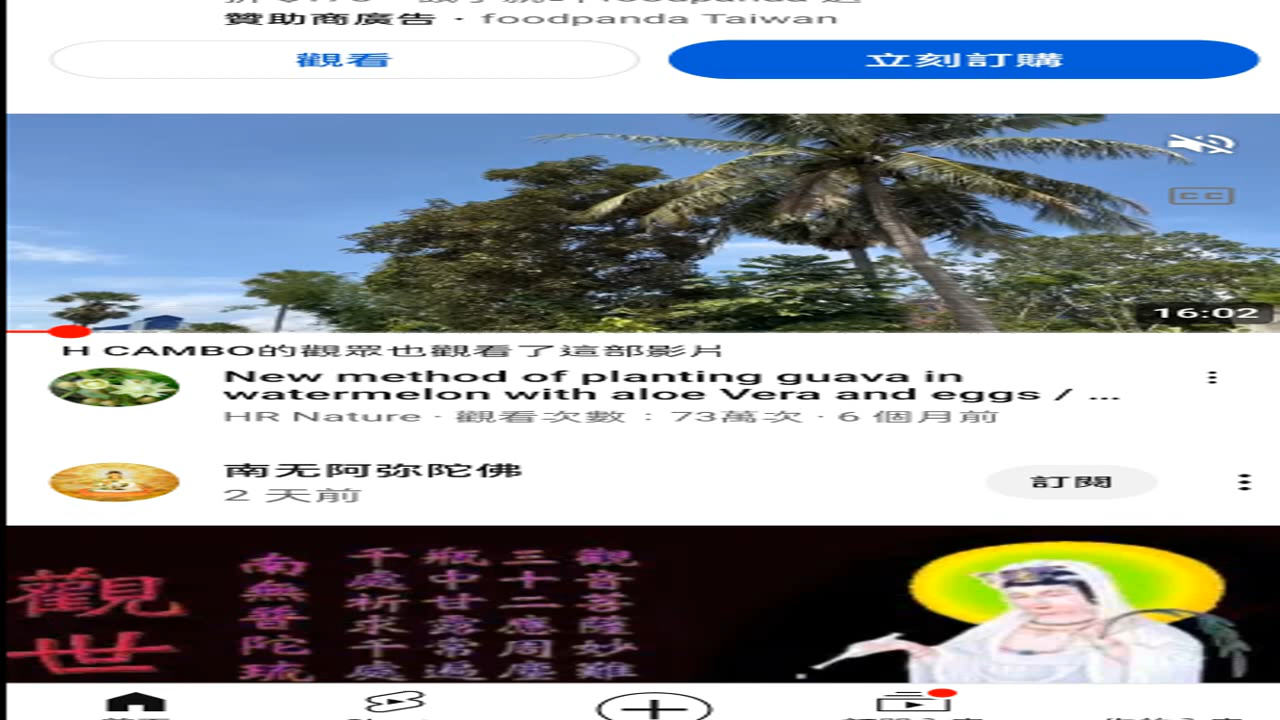 贊助商廣告・foodpanda Taiwan
觀看
立刻訂購
CC
16:02
H CAMBO的觀眾也觀看了這部影片
New method of planting guava in
watermelon with aloe Vera and eggs / ...
HR Nature · 觀看次數：73萬次 · 6 個月前
南无阿弥陀佛
2 天前
訂閱
觀世
南無普陀琉
千處祈求千處
瓶中甘露常遍
三十二應周塵
觀音菩薩妙難